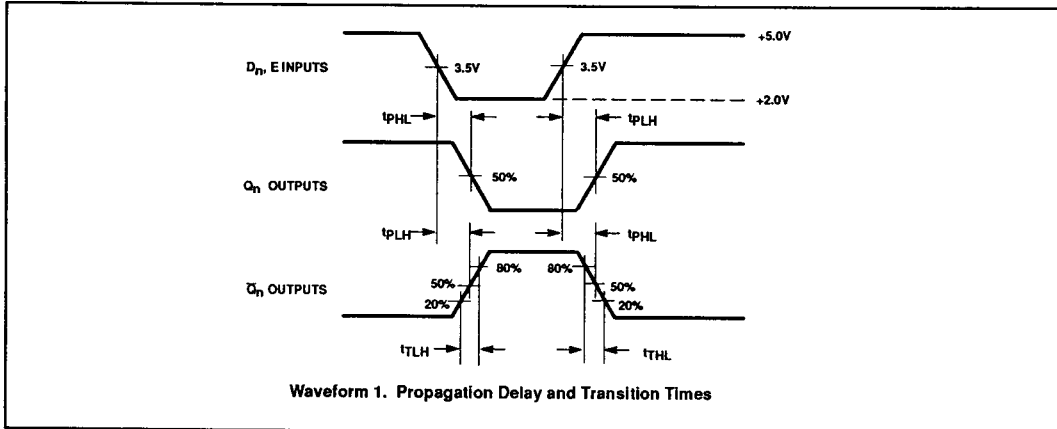 +5.0V
Dn, E INPUTS
3.5V
3.5V
+2.0V
tPHL
tPLH
Qn OUTPUTS
50%
50%
tPLH
tPHL
80%
80%
Q̅n OUTPUTS
50%
50%
20%
20%
tTLH
tTHL
Waveform 1. Propagation Delay and Transition Times